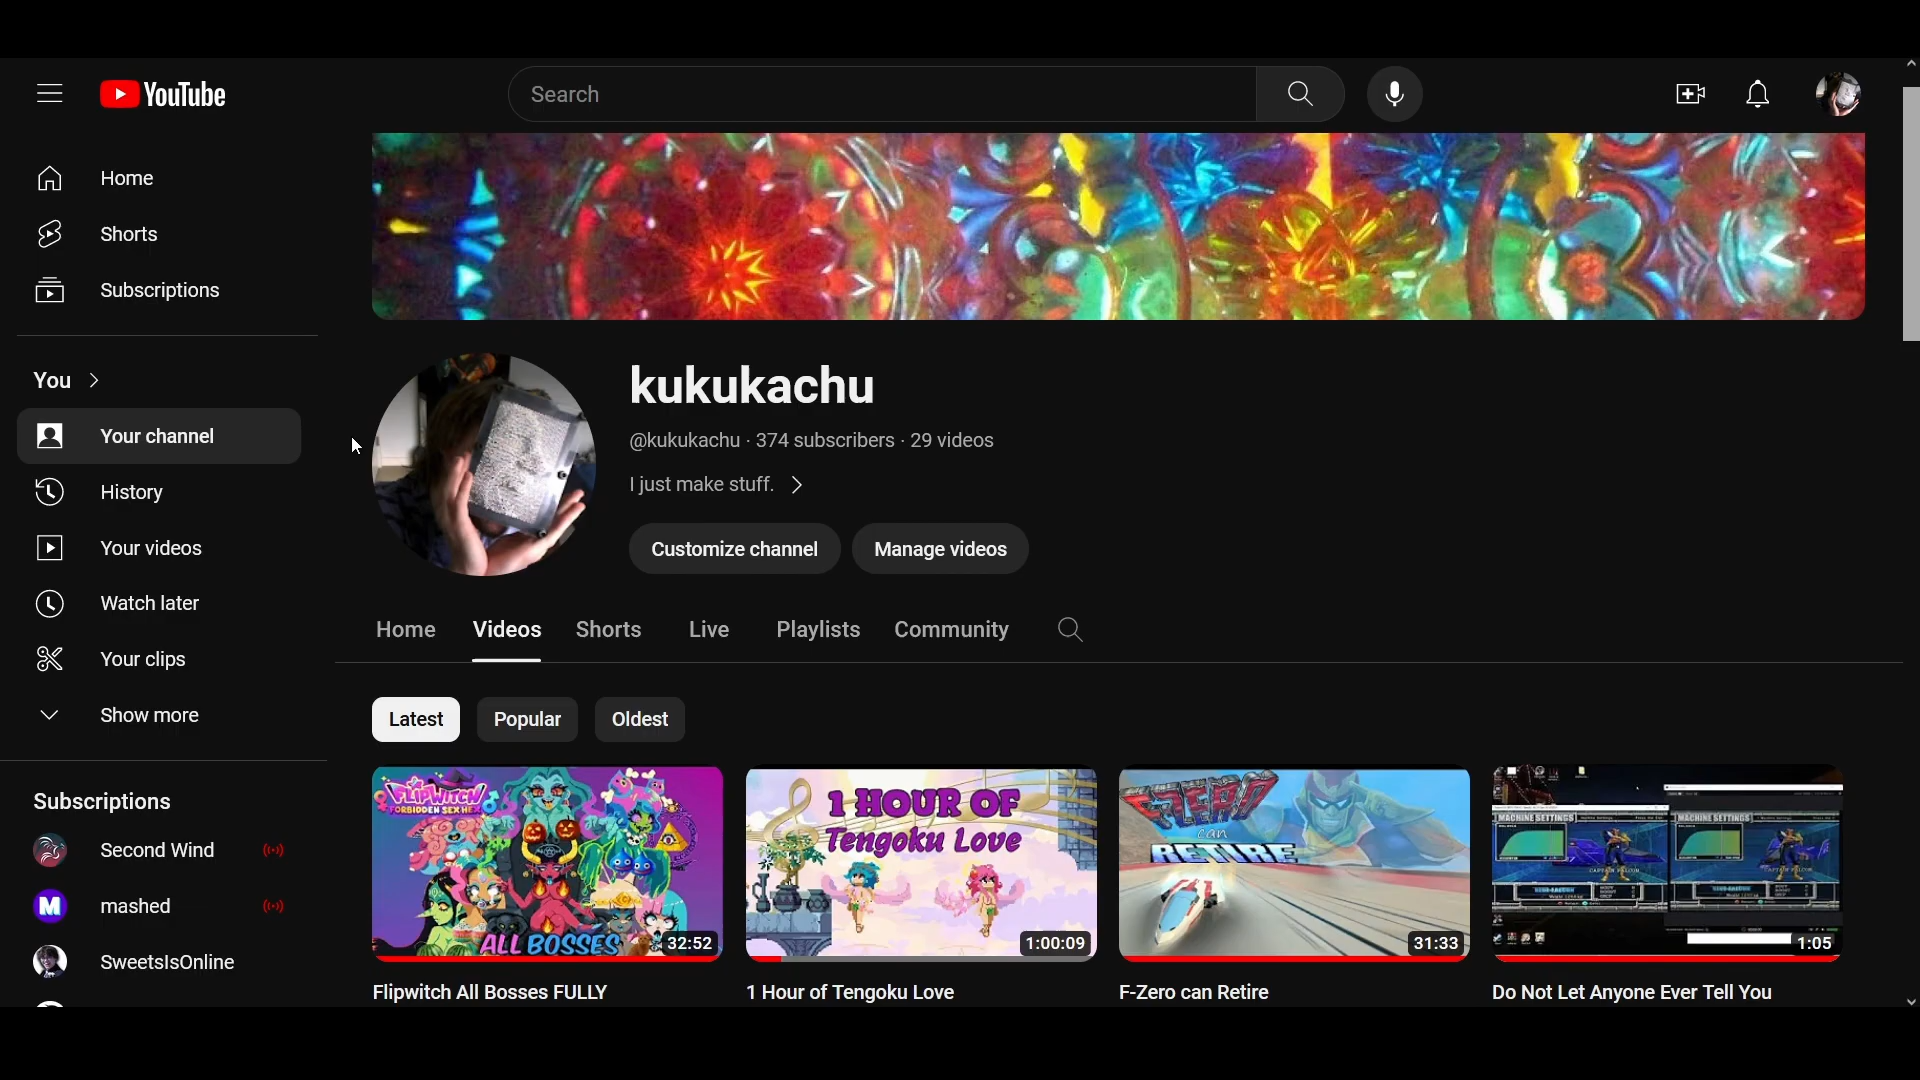 YouTube
Search
Home
Shorts
Subscriptions
You
Your channel
History
Your videos
Watch later
Your clips
Show more
Subscriptions
Second Wind
mashed
SweetsIsOnline
kukukachu
@kukukachu · 374 subscribers · 29 videos
I just make stuff.
Customize channel Manage videos
Home Videos Shorts Live Playlists Community
Latest Popular Oldest
FLIPWITCH
FORBIDDEN SEX HEX
ALL BOSSES
32:52
1 HOUR OF
Tengoku Love
1:00:09
F-ZERO
can
RETIRE
31:33
MACHINE SETTINGS
MACHINE SETTINGS
1:05
Flipwitch All Bosses FULLY
1 Hour of Tengoku Love
F-Zero can Retire
Do Not Let Anyone Ever Tell You